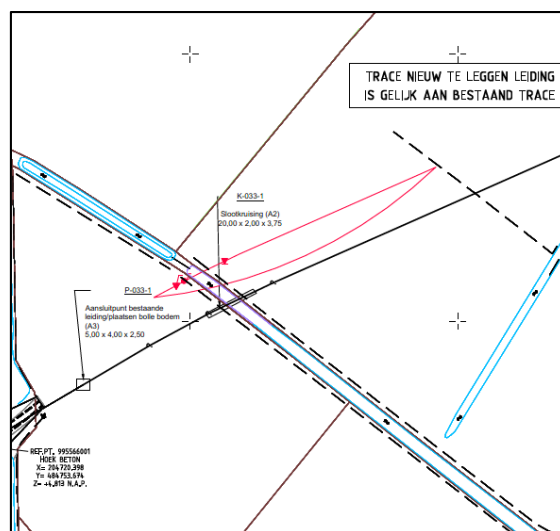 TRACE NIEUW TE LEGGEN LEIDING
IS GELIJK AAN BESTAAND TRACE
K-033-1
Slootkruising (A2)
20,00 x 2,00 x 3,75
P-033-1
Aansluitpunt bestaande
leiding/plaatsen bolle bodem
(A3)
5,00 x 4,00 x 2,50
REF.PT. 995566001
HOEK BETON
X= 204720,398
Y= 484753,674
Z= +4,813 N.A.P.